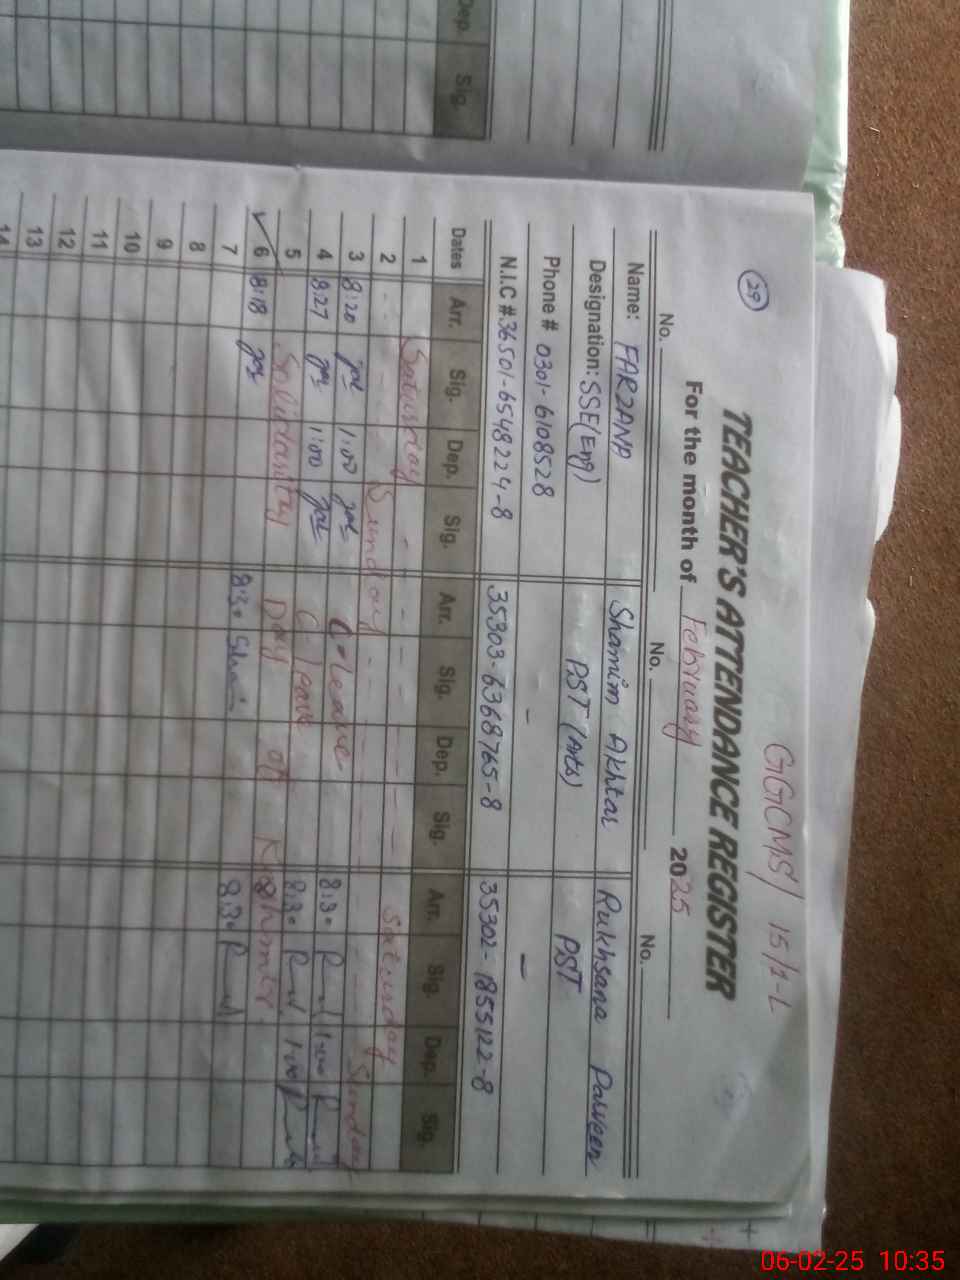 Dep. Sig.
29
GGCMS/ 15/1-L
TEACHER'S ATTENDANCE REGISTER
For the month of February 2025
No. No. No.
Name: FARZANA Shamim Akhtar Rukhsana Parveen
Designation: SSE(Eng) PST (Arts) PST
Phone # 0301-6108528 - -
N.I.C # 36501-6548224-8 35303-6368765-8 35302-1855122-8
Dates Arr. Sig. Dep. Sig. Arr. Sig. Dep. Sig. Arr. Sig. Dep. Sig.
1 Saturday Saturday
2 Sunday Sunday
3 8:20 1:00 C. Leave 8:30 1:00
4 8:27 1:00 C. Leave 8:30 1:00
5 Solidarity Day of Kashmir
6 8:18 8:30 8:30
7
8
9
10
11
12
13
14
06-02-25 10:35